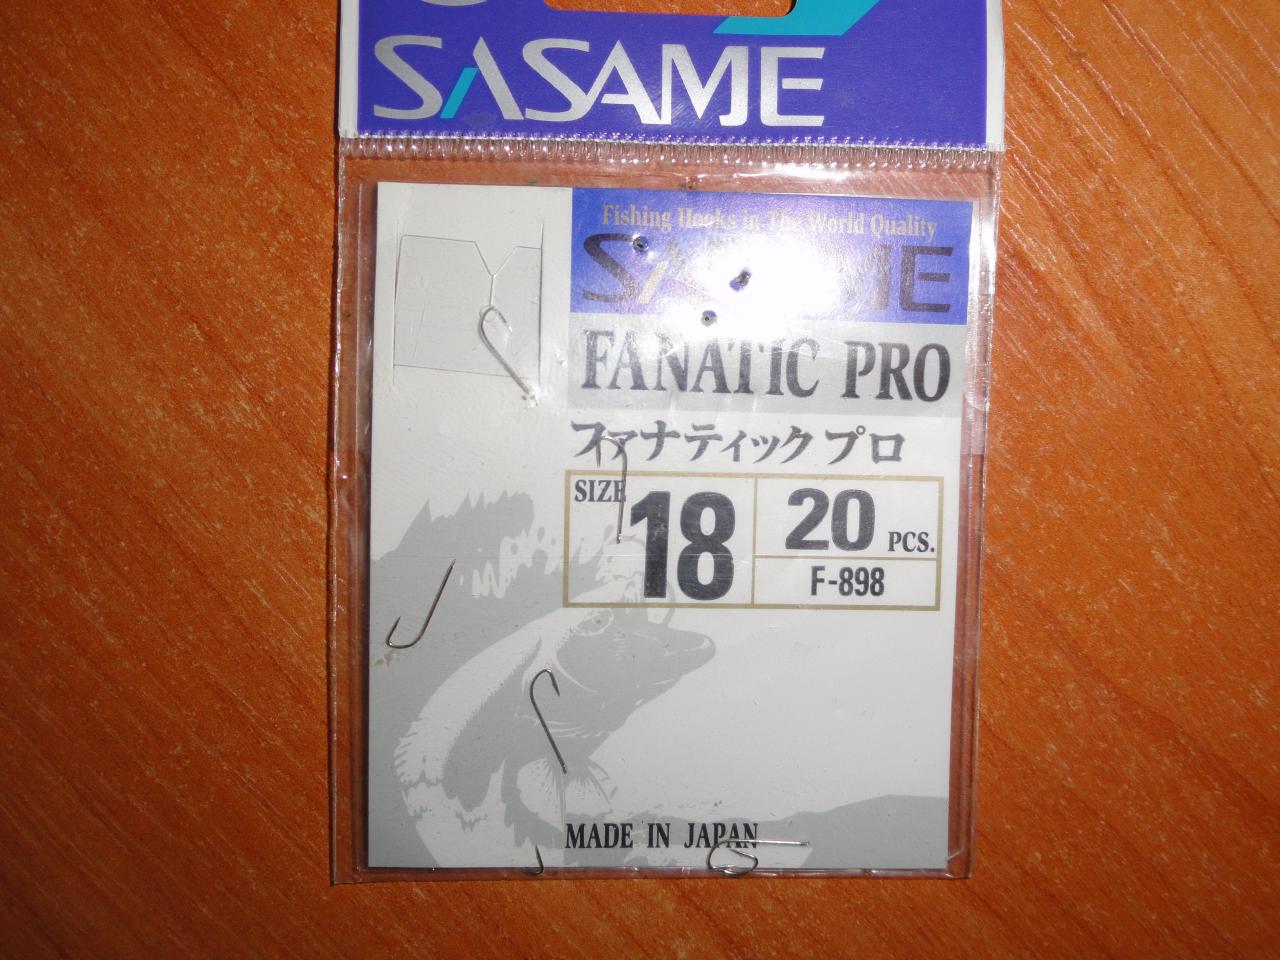 SASAME
Fishing Hooks in The World Quality
SASAME
FANATIC PRO
ファナティック プロ
SIZE 18
20 PCS.
F-898
MADE IN JAPAN